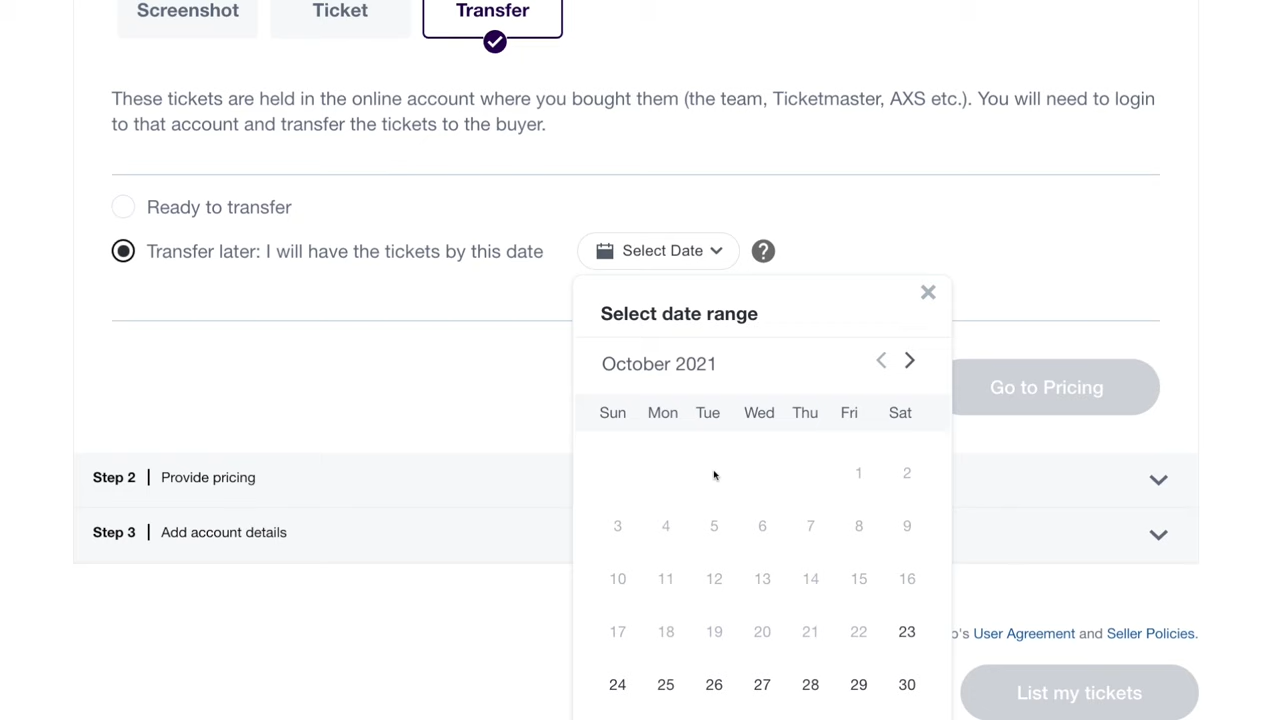 Screenshot Ticket Transfer
These tickets are held in the online account where you bought them (the team, Ticketmaster, AXS etc.). You will need to login
to that account and transfer the tickets to the buyer.
Ready to transfer
Transfer later: I will have the tickets by this date Select Date ?
Select date range
October 2021
Go to Pricing
Sun Mon Tue Wed Thu Fri Sat
1 2
3 4 5 6 7 8 9
10 11 12 13 14 15 16
17 18 19 20 21 22 23
24 25 26 27 28 29 30
Step 2 | Provide pricing
Step 3 | Add account details
's User Agreement and Seller Policies.
List my tickets